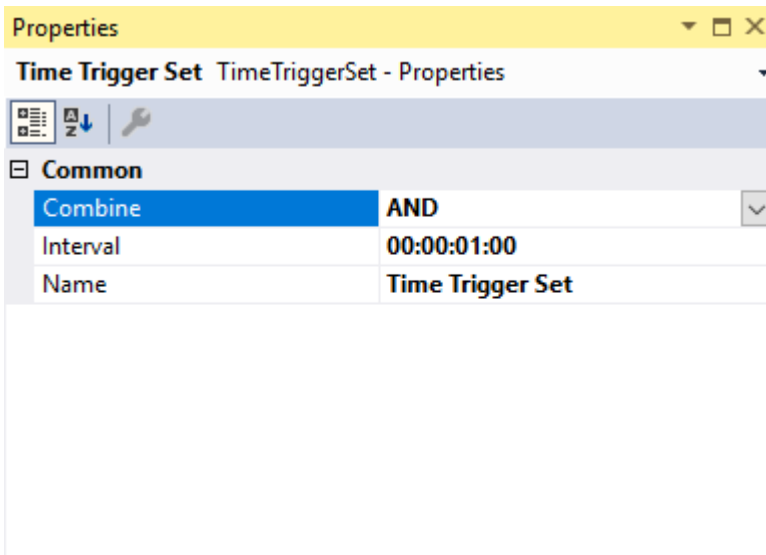 Properties
Time Trigger Set TimeTriggerSet - Properties
Common
Combine AND
Interval 00:00:01:00
Name Time Trigger Set